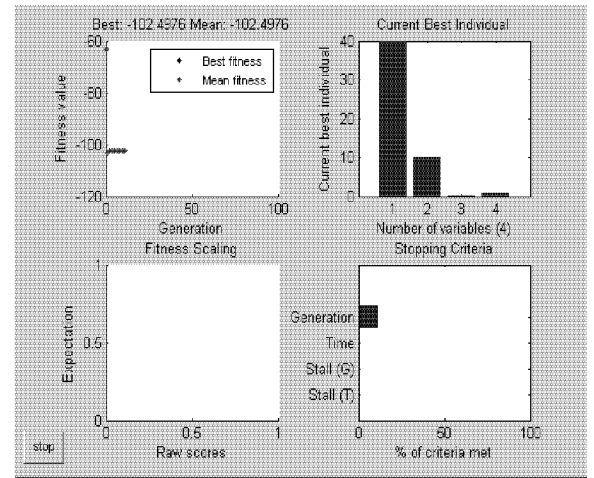 Best: -102.4976 Mean: -102.4976
-60
-80
-100
-120
Fitness value
Best fitness
Mean fitness
0
50
100
Generation
Current Best Individual
40
30
20
10
0
Current best individual
1
2
3
4
Number of variables (4)
Fitness Scaling
1
0.5
0
Expectation
0
0.5
1
Raw scores
Stopping Criteria
Generation
Time
Stall (G)
Stall (T)
0
50
100
% of criteria met
stop